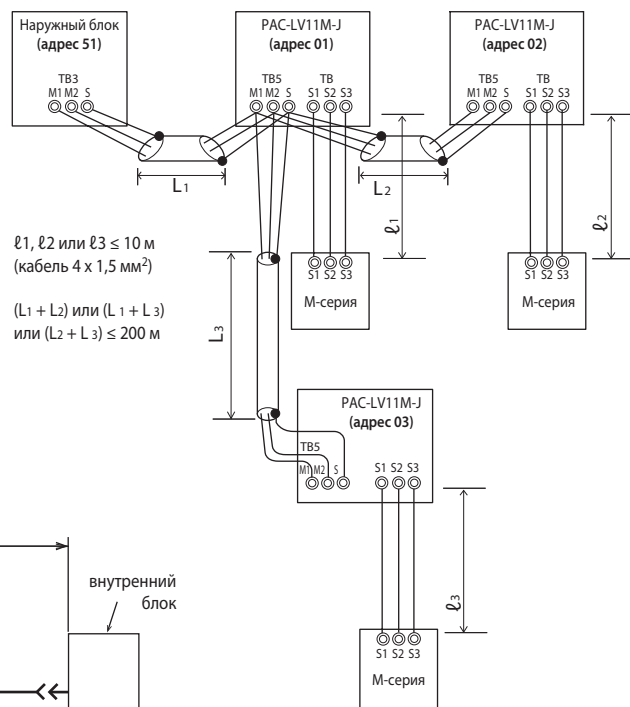 Наружный блок
(адрес 51)
TB3
M1 M2 S
PAC-LV11M-J
(адрес 01)
TB5 TB
M1 M2 S S1 S2 S3
PAC-LV11M-J
(адрес 02)
TB5 TB
M1 M2 S S1 S2 S3
L1
L2
ℓ1
ℓ2
ℓ1, ℓ2 или ℓ3 ≤ 10 м
(кабель 4 x 1,5 мм²)
(L1 + L2) или (L 1 + L 3)
или (L2 + L 3) ≤ 200 м
S1 S2 S3
М-серия
S1 S2 S3
М-серия
L3
PAC-LV11M-J
(адрес 03)
TB5
M1 M2 S S1 S2 S3
внутренний
блок
ℓ3
S1 S2 S3
М-серия